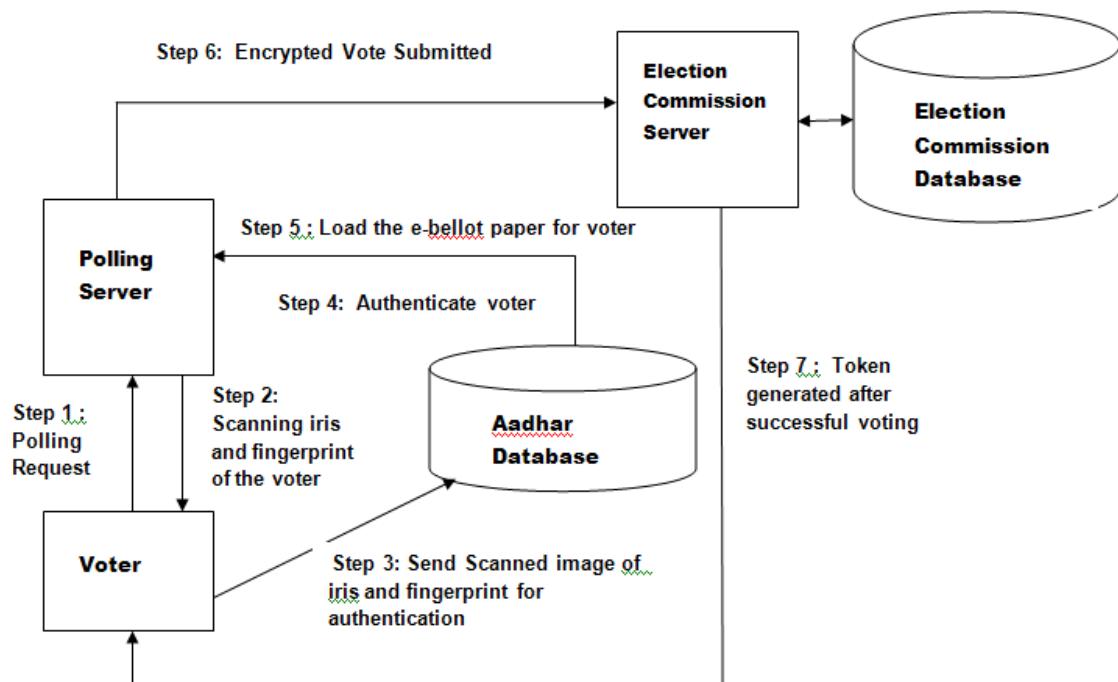 Step 6: Encrypted Vote Submitted
Election
Commission
Server
Election
Commission
Database
Step 5 : Load the e-bellot paper for voter
Polling
Server
Step 4: Authenticate voter
Step 7 : Token
generated after
successful voting
Step 1 :
Polling
Request
Step 2:
Scanning iris
and fingerprint
of the voter
Aadhar
Database
Voter
Step 3: Send Scanned image of
iris and fingerprint for
authentication